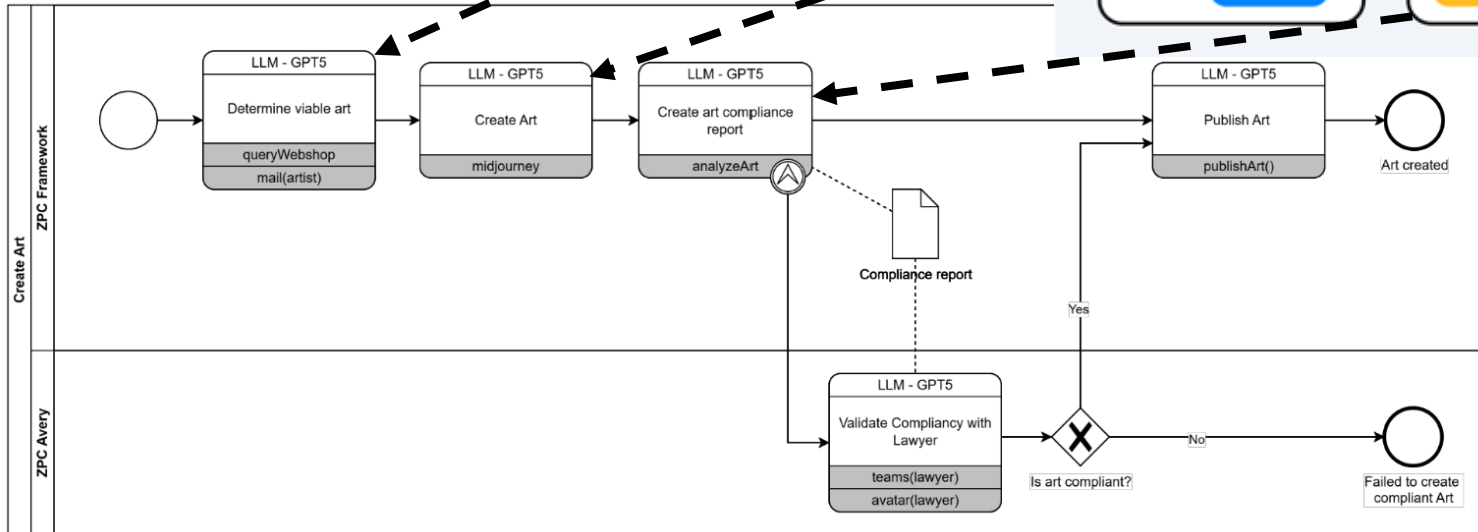 Create Art
ZPC Framework
LLM - GPT5
Determine viable art
queryWebshop
mail(artist)
LLM - GPT5
Create Art
midjourney
LLM - GPT5
Create art compliance
report
analyzeArt
Compliance report
LLM - GPT5
Publish Art
publishArt()
Art created
Yes
ZPC Avery
LLM - GPT5
Validate Compliancy with
Lawyer
teams(lawyer)
avatar(lawyer)
Is art compliant?
No
Failed to create
compliant Art